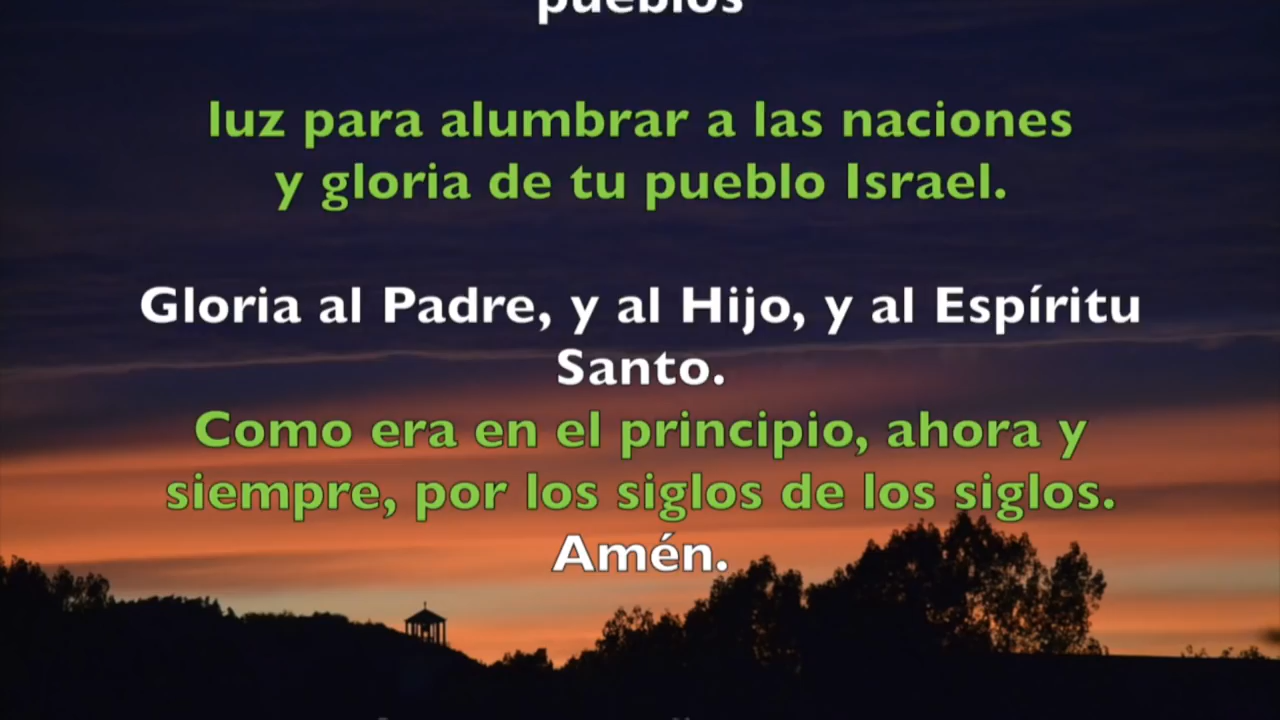 pueblos
luz para alumbrar a las naciones
y gloria de tu pueblo Israel.
Gloria al Padre, y al Hijo, y al Espíritu
Santo.
Como era en el principio, ahora y
siempre, por los siglos de los siglos.
Amén.